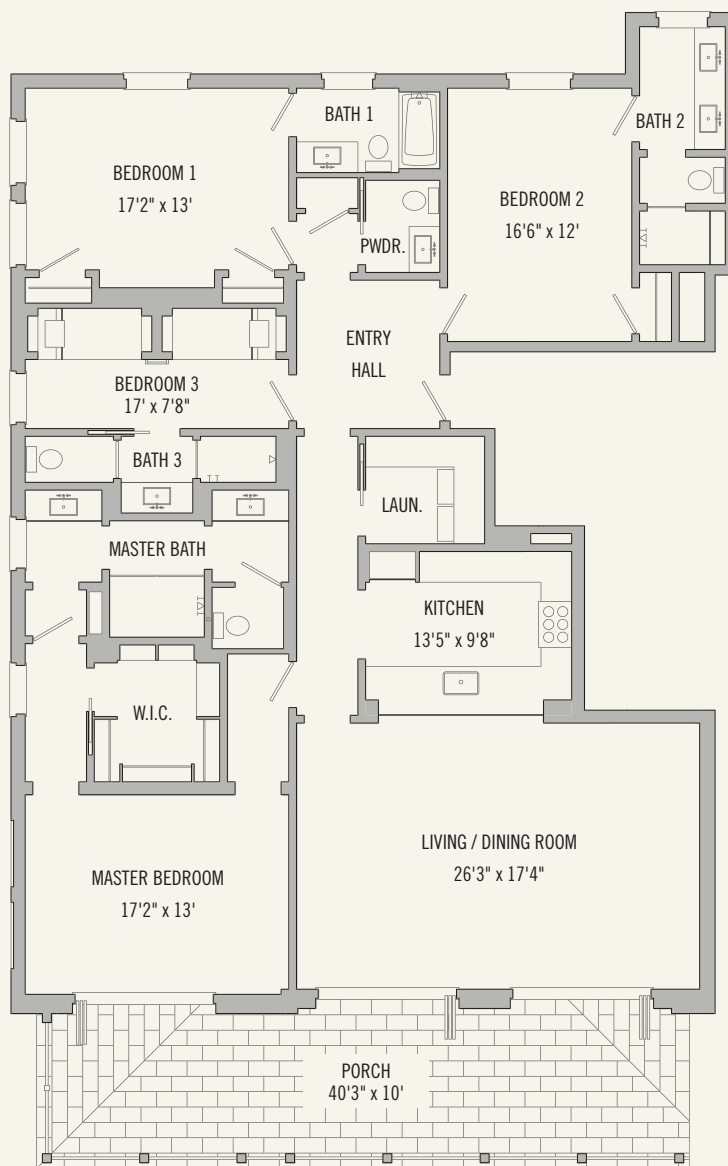 BATH 1
BATH 2
BEDROOM 1
17'2" x 13'
BEDROOM 2
16'6" x 12'
PWDR.
ENTRY
HALL
BEDROOM 3
17' x 7'8"
BATH 3
LAUN.
MASTER BATH
KITCHEN
13'5" x 9'8"
W.I.C.
LIVING / DINING ROOM
26'3" x 17'4"
MASTER BEDROOM
17'2" x 13'
PORCH
40'3" x 10'